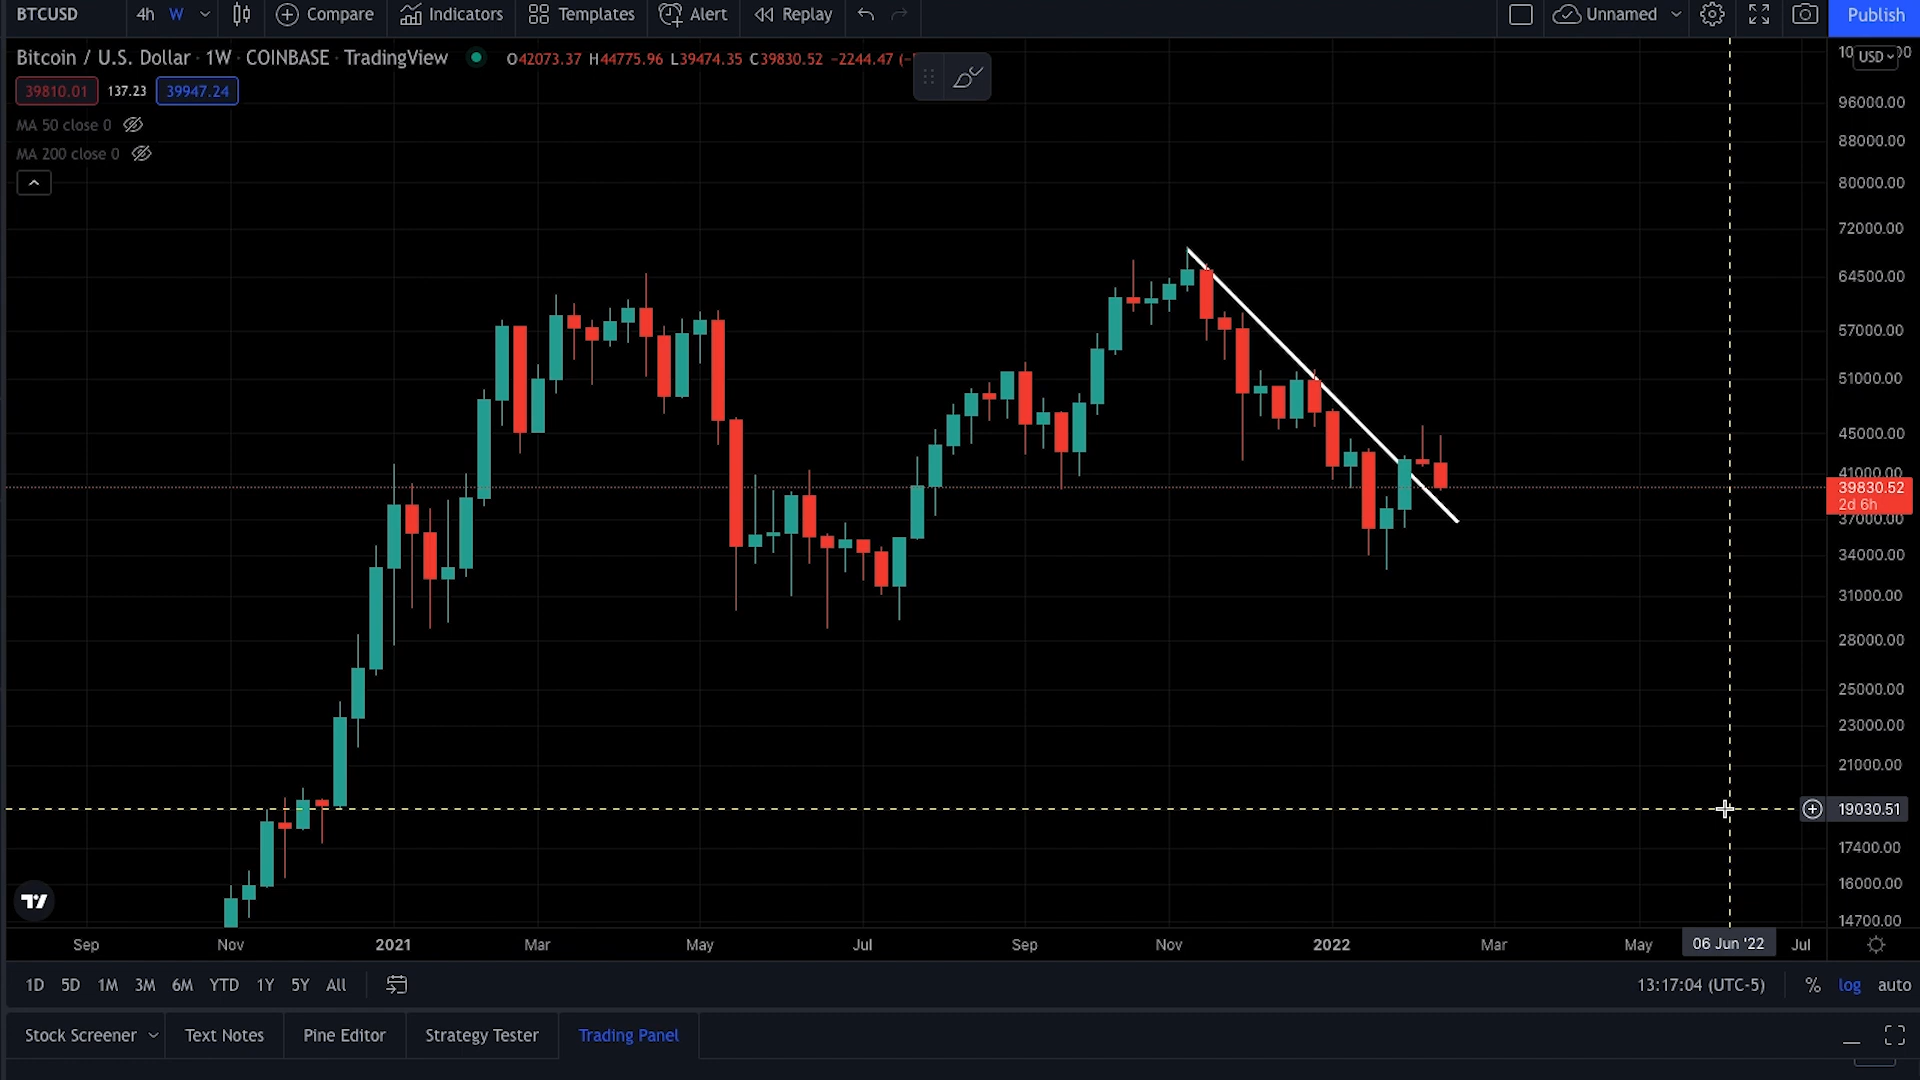 BTCUSD 4h W Compare Indicators Templates Alert Replay Unnamed Publish
Bitcoin / U.S. Dollar · 1W · COINBASE · TradingView O42073.37 H44775.96 L39474.35 C39830.52 −2244.47 (−
39810.01 137.23 39947.24
MA 50 close 0
MA 200 close 0
USD
96000.00
88000.00
80000.00
72000.00
64500.00
57000.00
51000.00
45000.00
41000.00
39830.52
2d 6h
37000.00
34000.00
31000.00
28000.00
25000.00
23000.00
21000.00
19030.51
17400.00
16000.00
14700.00
Sep Nov 2021 Mar May Jul Sep Nov 2022 Mar May 06 Jun '22 Jul
1D 5D 1M 3M 6M YTD 1Y 5Y All 13:17:04 (UTC-5) % log auto
Stock Screener Text Notes Pine Editor Strategy Tester Trading Panel